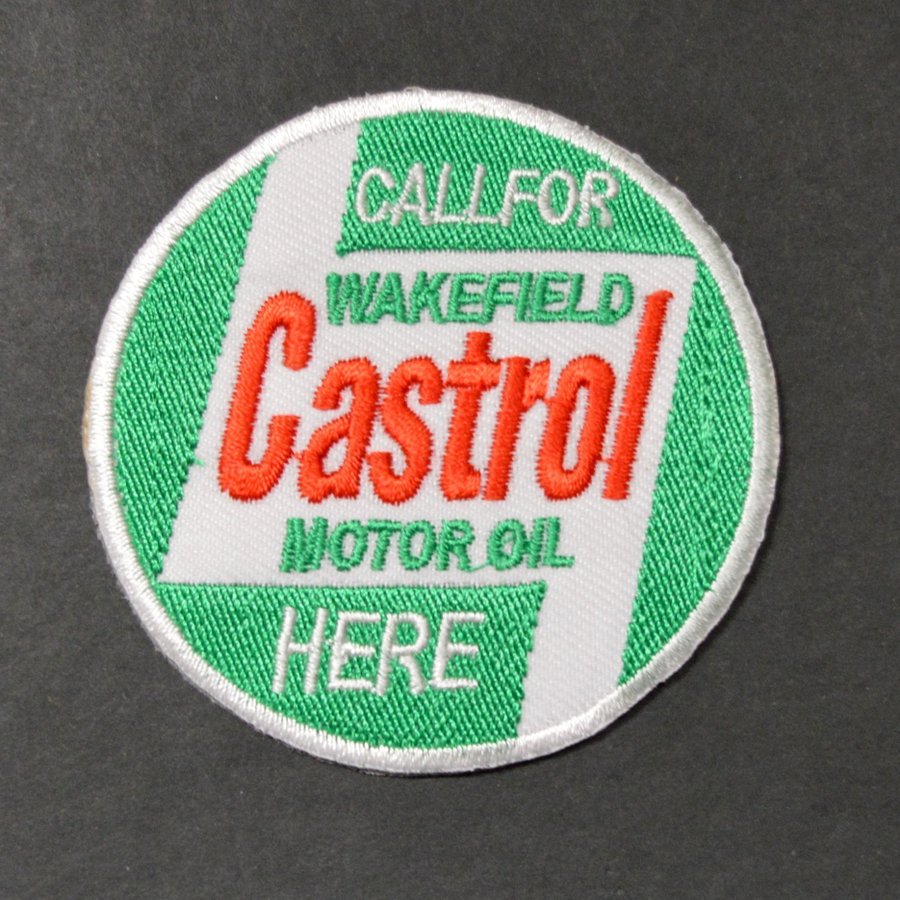 CALLFOR
WAKEFIELD
Castrol
MOTOR OIL
HERE